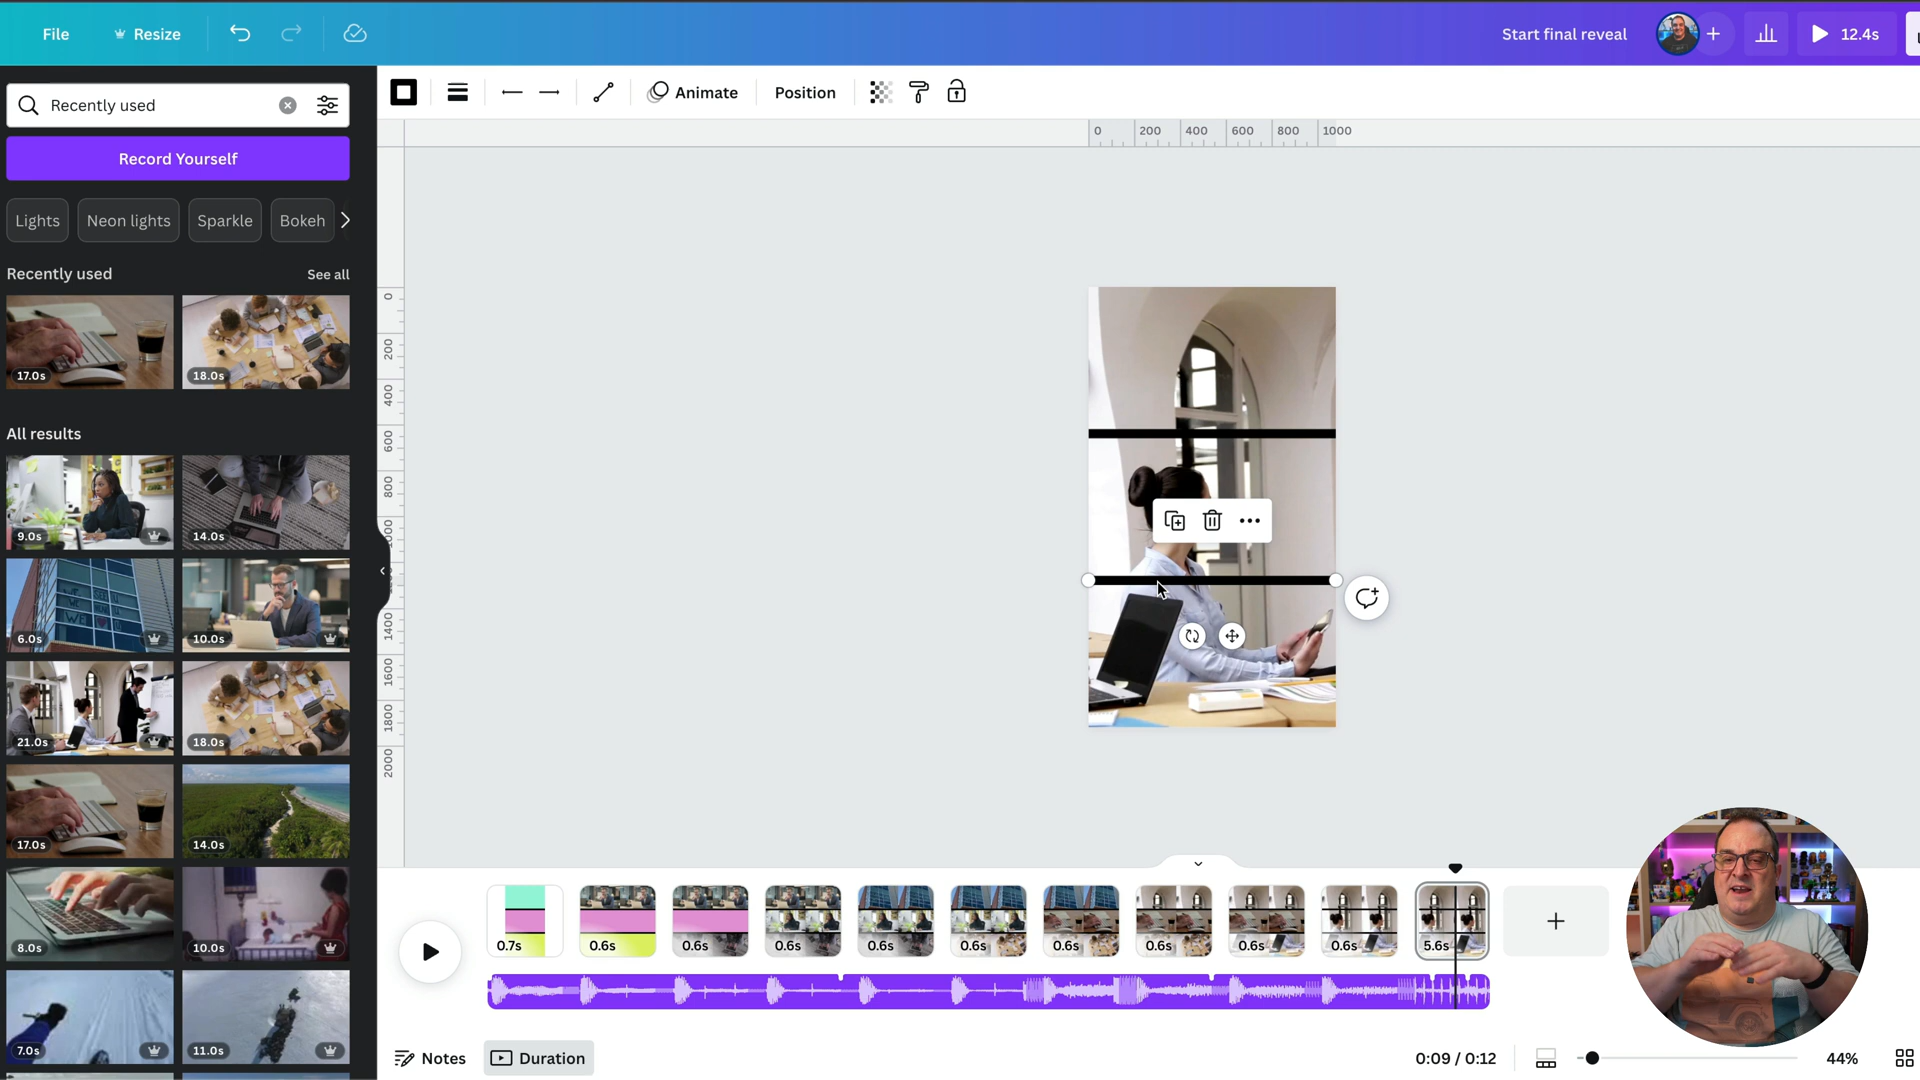 File
Resize
Start final reveal
12.4s
Recently used
Record Yourself
Lights
Neon lights
Sparkle
Bokeh
Recently used
See all
17.0s
18.0s
All results
9.0s
14.0s
6.0s
10.0s
21.0s
18.0s
17.0s
14.0s
8.0s
10.0s
7.0s
11.0s
Animate
Position
0
200
400
600
800
1000
0
200
400
600
800
1400
1600
1800
2000
0.7s
0.6s
0.6s
0.6s
0.6s
0.6s
0.6s
0.6s
0.6s
0.6s
5.6s
Notes
Duration
0:09 / 0:12
44%